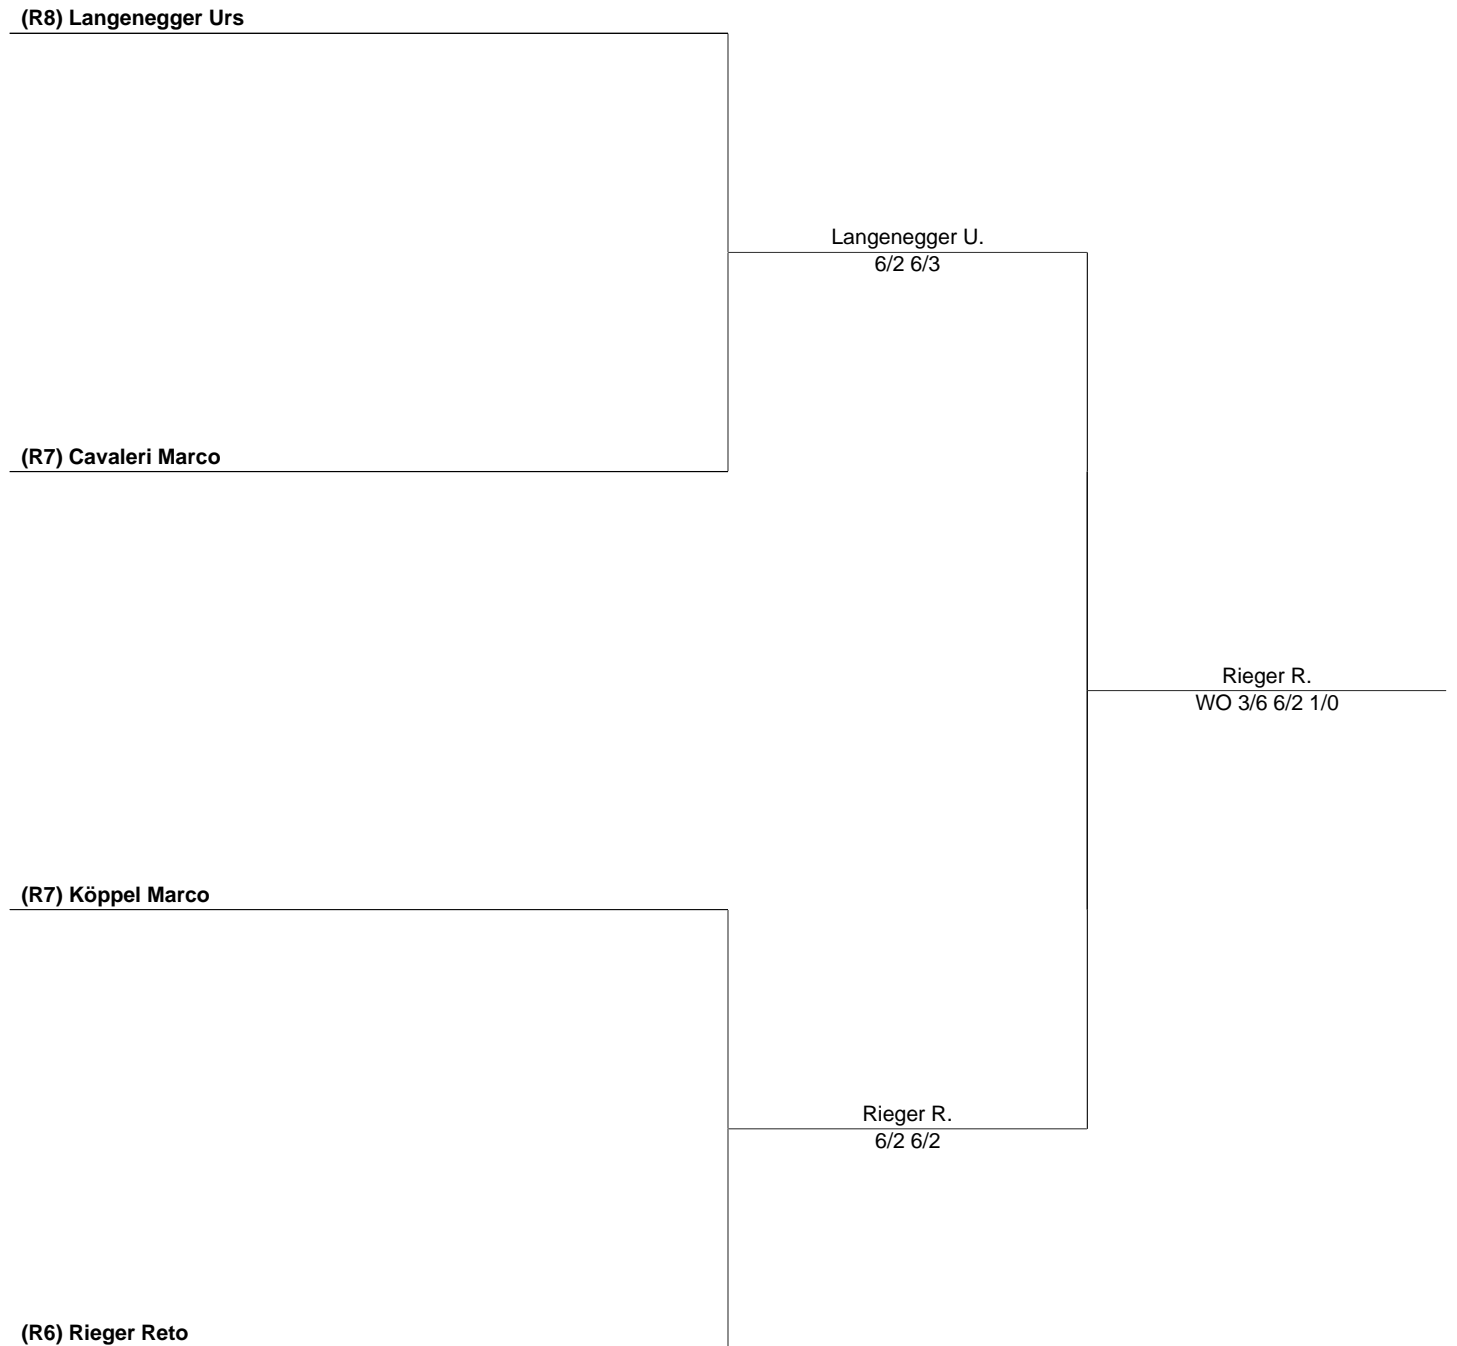 (R8) Langenegger Urs
Langenegger U.
6/2 6/3
(R7) Cavaleri Marco
Rieger R.
WO 3/6 6/2 1/0
(R7) Köppel Marco
Rieger R.
6/2 6/2
(R6) Rieger Reto